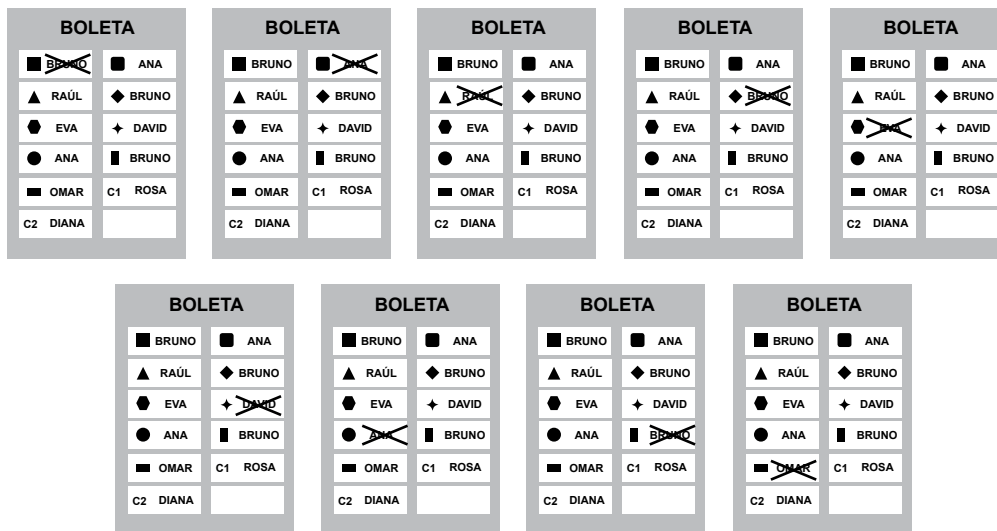 BOLETA BOLETA BOLETA BOLETA BOLETA
BRUNO ANA BRUNO ANA BRUNO ANA BRUNO ANA BRUNO ANA
RAÚL BRUNO RAÚL BRUNO RAÚL BRUNO RAÚL BRUNO RAÚL BRUNO
EVA DAVID EVA DAVID EVA DAVID EVA DAVID EVA DAVID
ANA BRUNO ANA BRUNO ANA BRUNO ANA BRUNO ANA BRUNO
OMAR C1 ROSA OMAR C1 ROSA OMAR C1 ROSA OMAR C1 ROSA OMAR C1 ROSA
C2 DIANA C2 DIANA C2 DIANA C2 DIANA C2 DIANA
BOLETA BOLETA BOLETA BOLETA
BRUNO ANA BRUNO ANA BRUNO ANA BRUNO ANA
RAÚL BRUNO RAÚL BRUNO RAÚL BRUNO RAÚL BRUNO
EVA DAVID EVA DAVID EVA DAVID EVA DAVID
ANA BRUNO ANA BRUNO ANA BRUNO ANA BRUNO
OMAR C1 ROSA OMAR C1 ROSA OMAR C1 ROSA OMAR C1 ROSA
C2 DIANA C2 DIANA C2 DIANA C2 DIANA